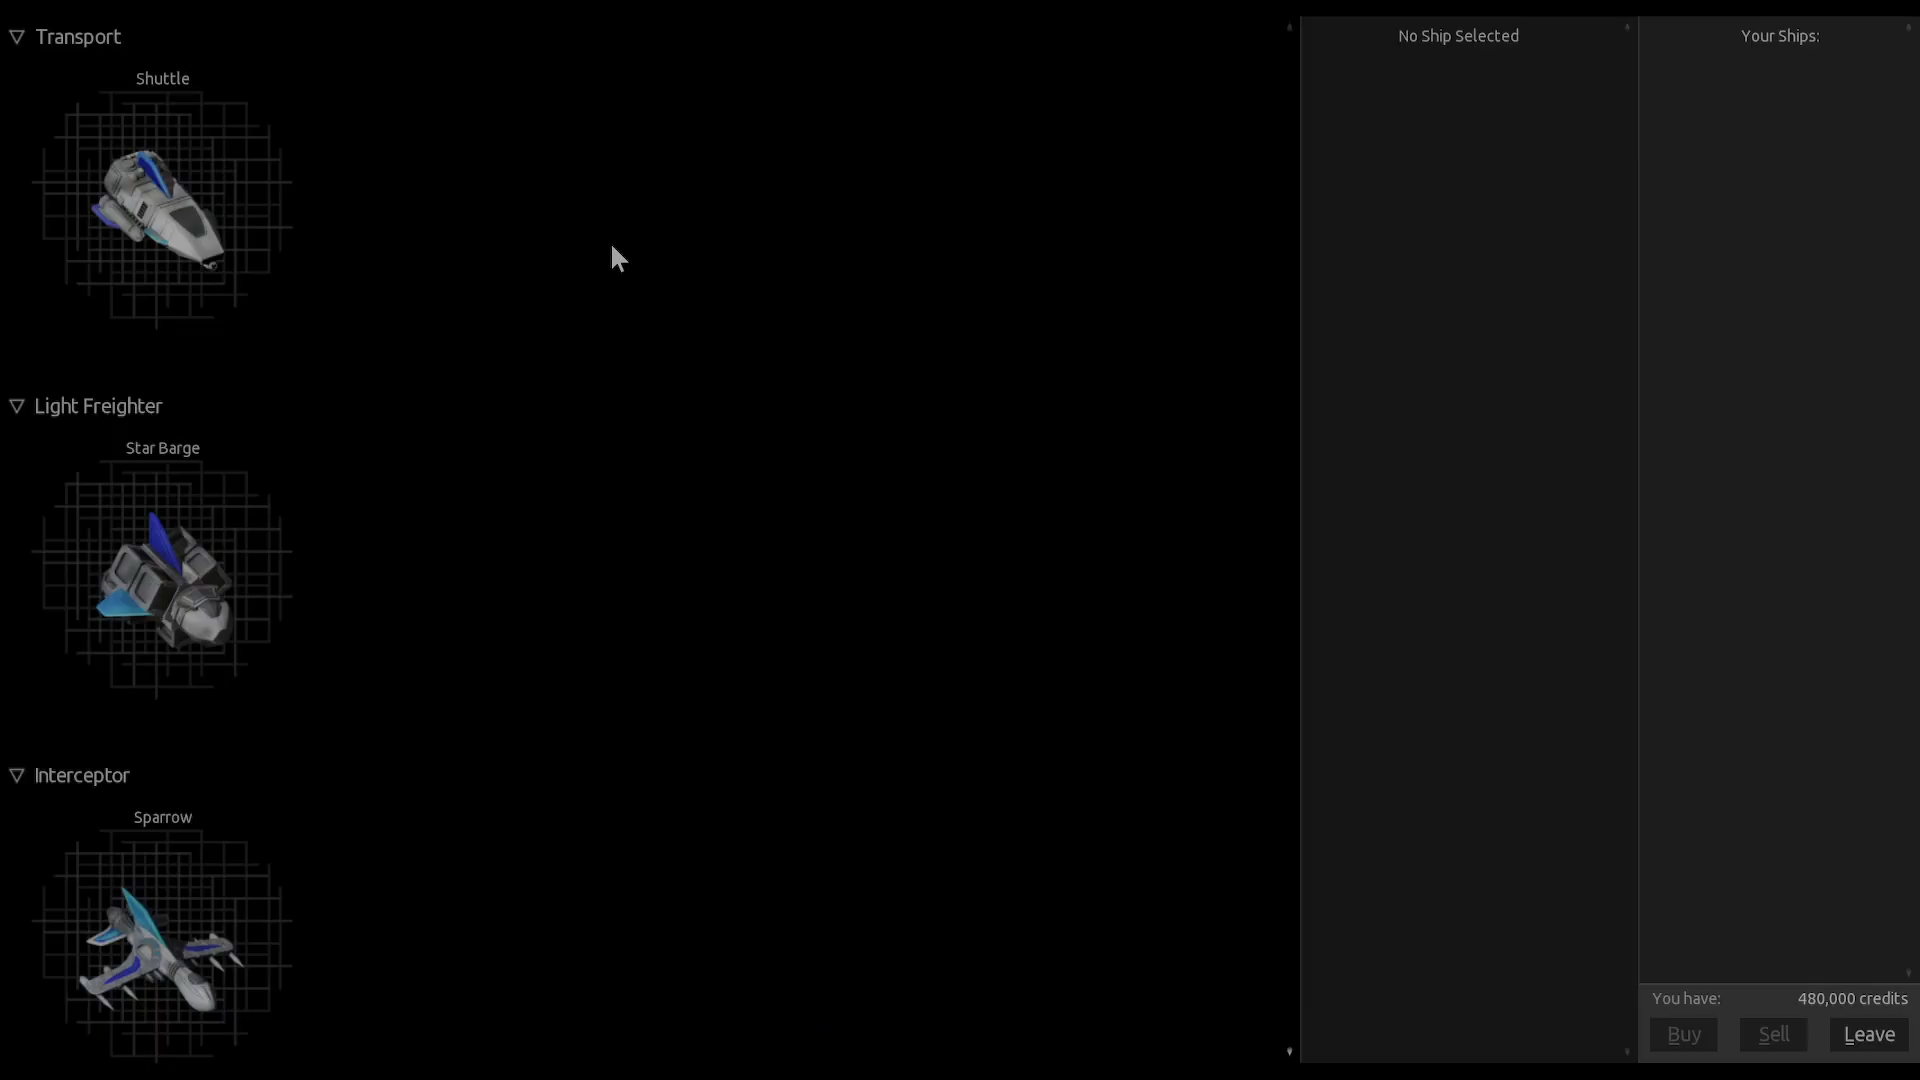 Transport
Shuttle
Light Freighter
Star Barge
Interceptor
Sparrow
No Ship Selected
Your Ships:
You have: 480,000 credits
Buy Sell Leave